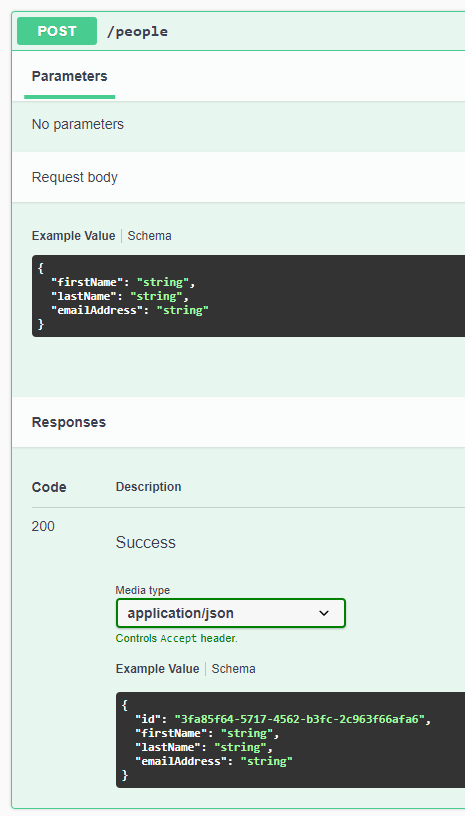 POST /people
Parameters
No parameters
Request body
Example Value | Schema
{
  "firstName": "string",
  "lastName": "string",
  "emailAddress": "string"
}
Responses
Code Description
200
Success
Media type
application/json
Controls Accept header.
Example Value | Schema
{
  "id": "3fa85f64-5717-4562-b3fc-2c963f66afa6",
  "firstName": "string",
  "lastName": "string",
  "emailAddress": "string"
}